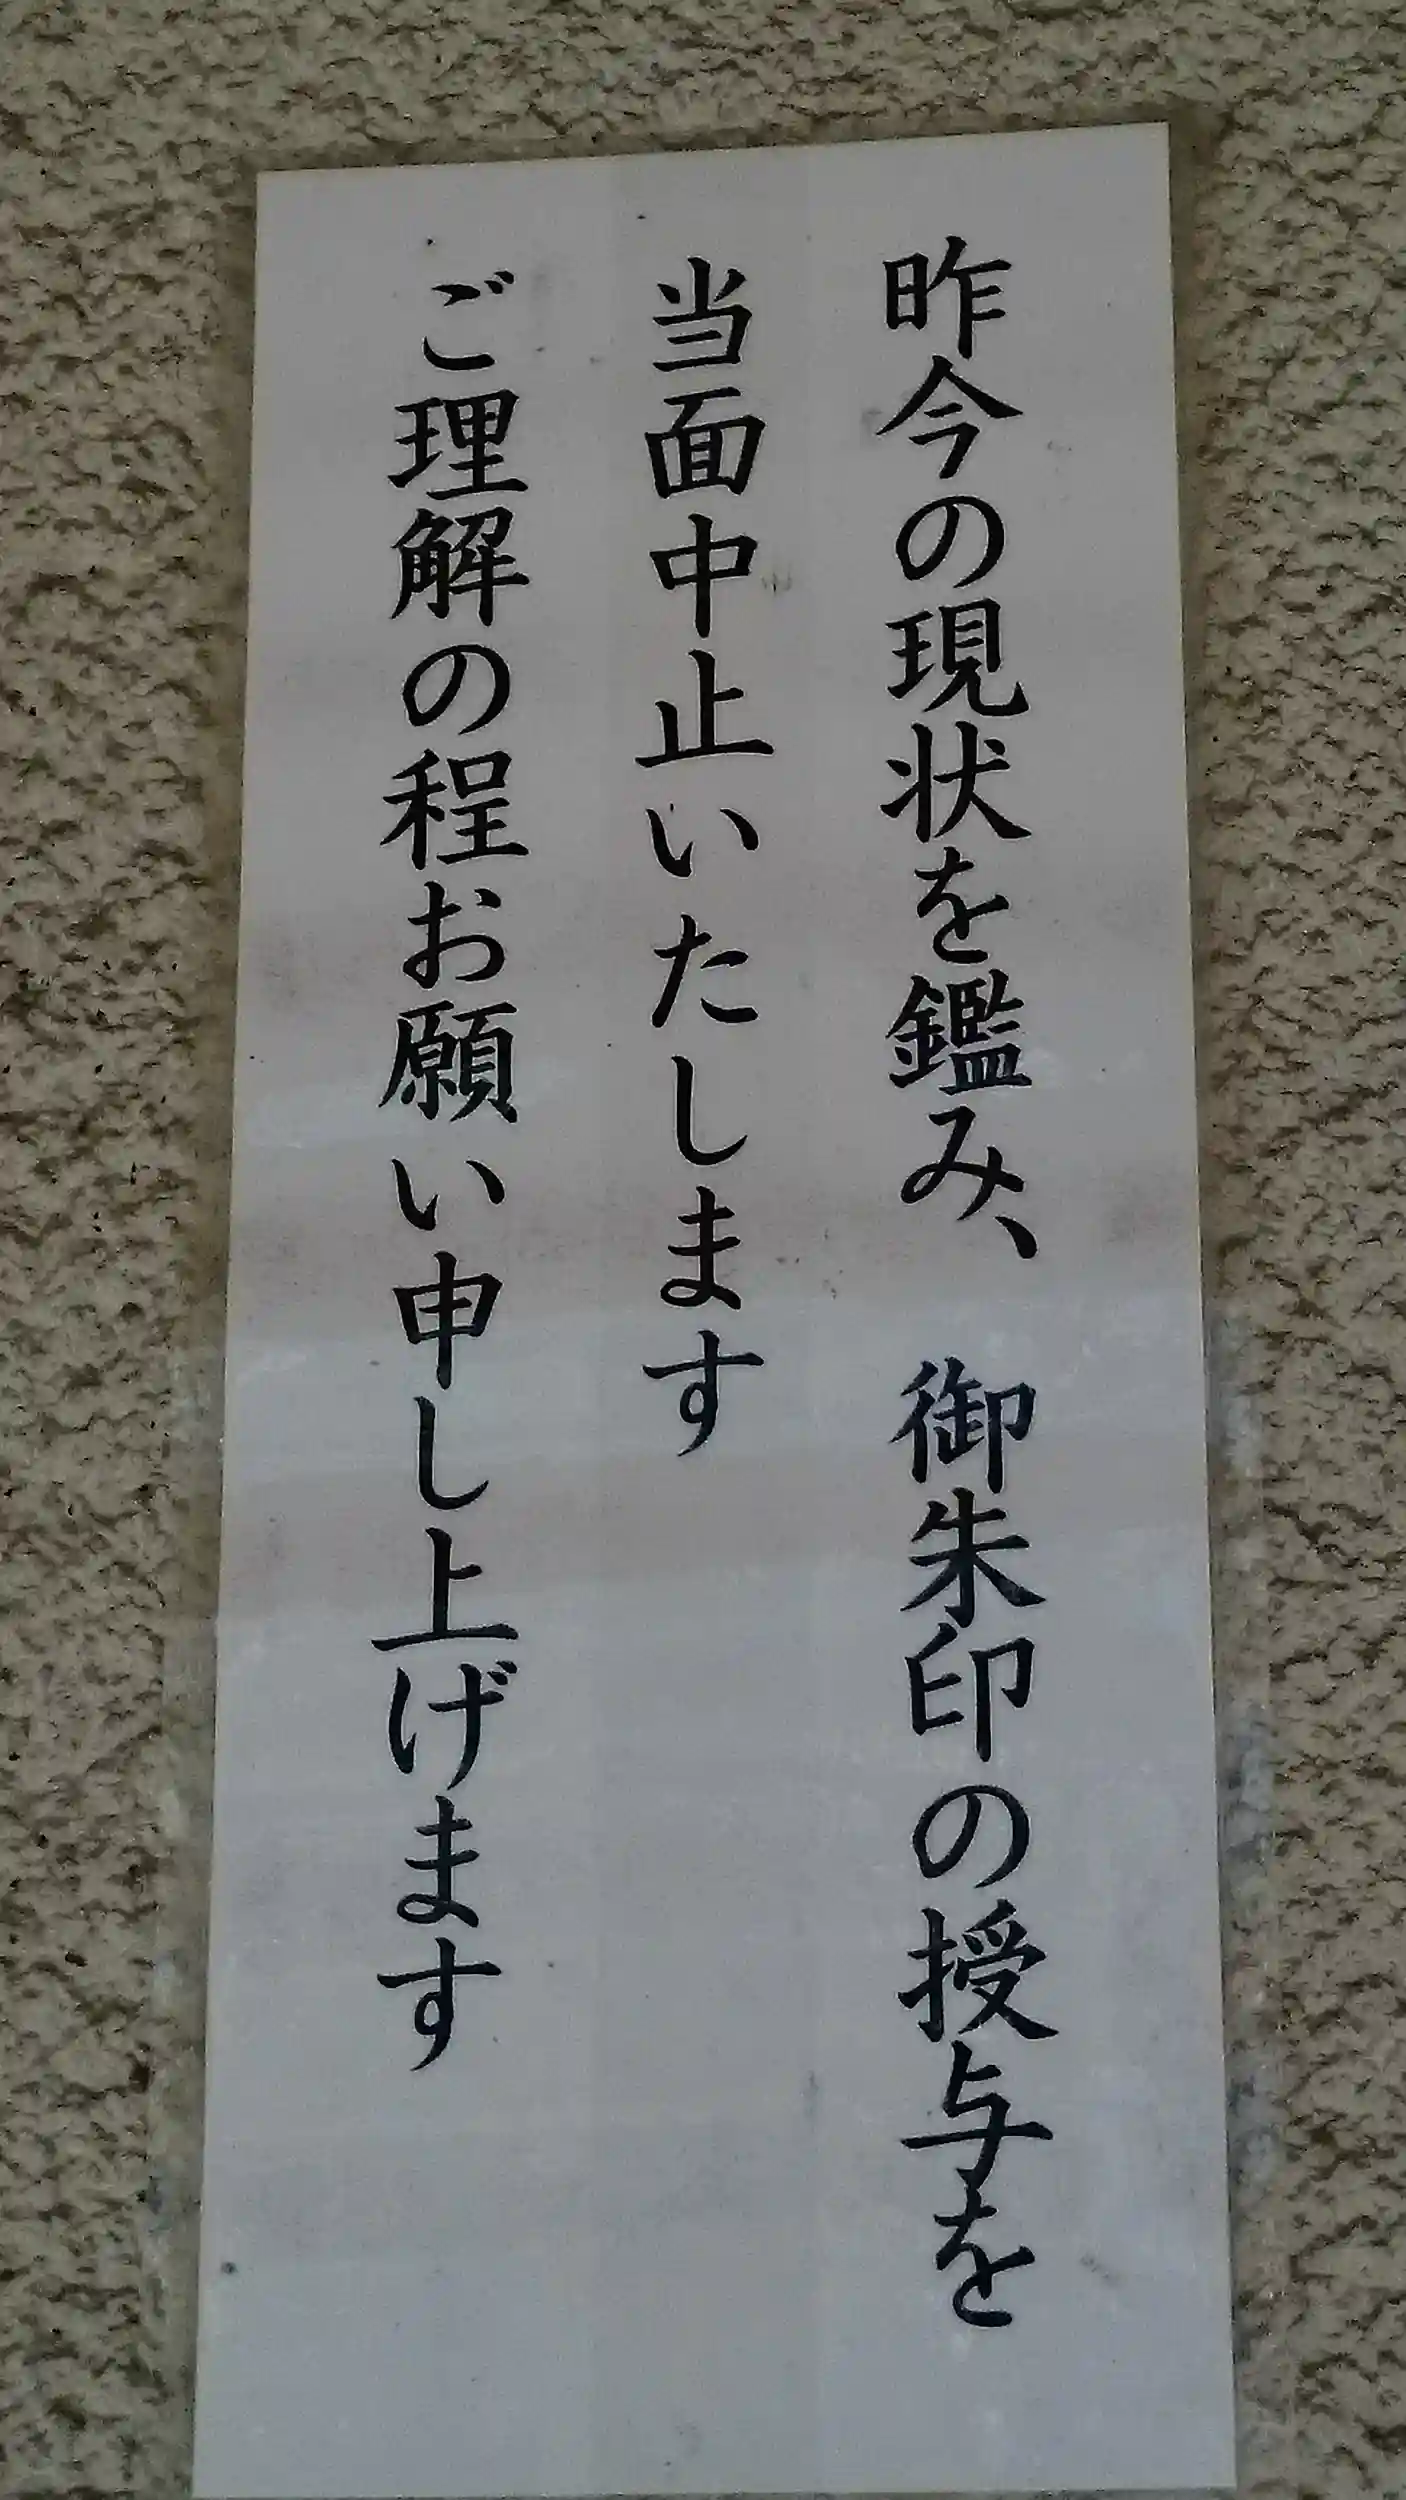 昨今の現状を鑑み、 御朱印の授与を
当面中止いたします
ご理解の程お願い申し上げます